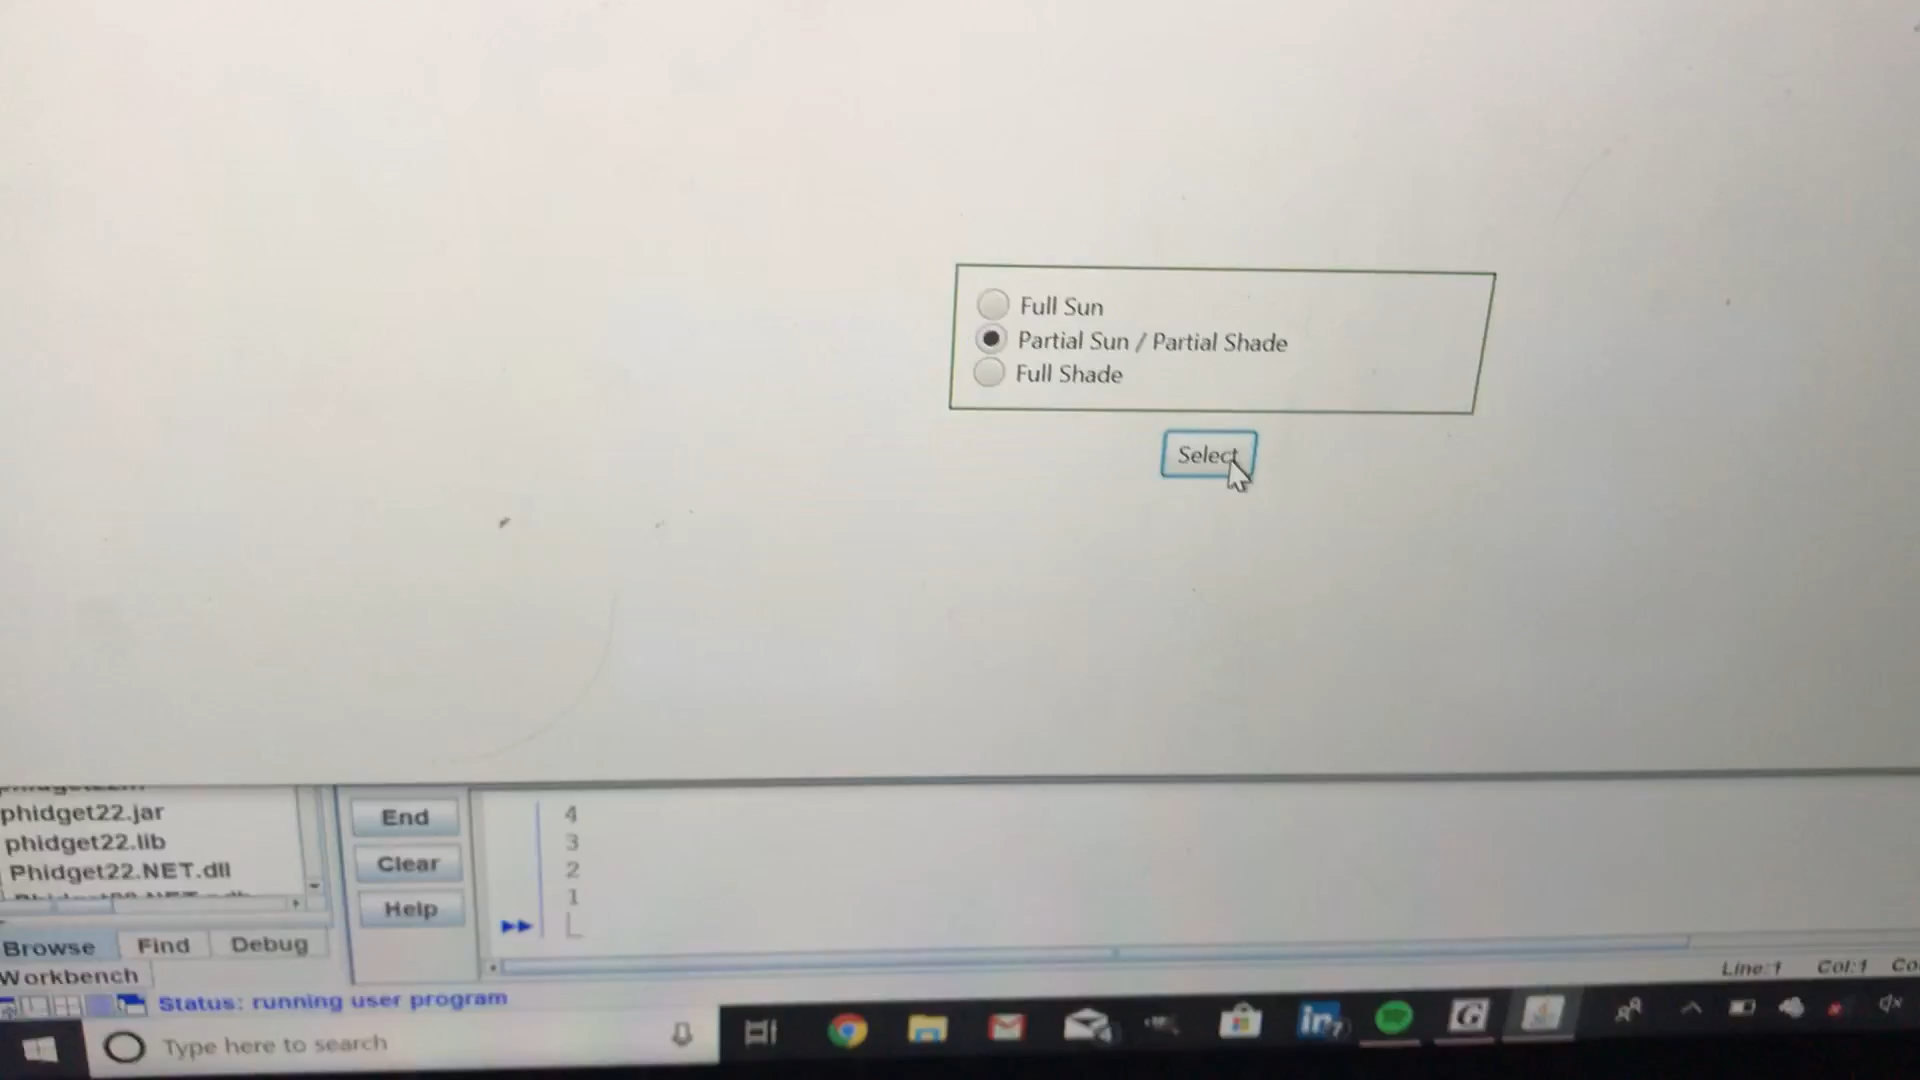 Full Sun
Partial Sun / Partial Shade
Full Shade
Select
phidget22.jar
phidget22.lib
Phidget22.NET.dll
End
Clear
Help
4
3
2
1
Browse Find Debug
Workbench
Line:1 Col:1
Status: running user program
Type here to search
in
G